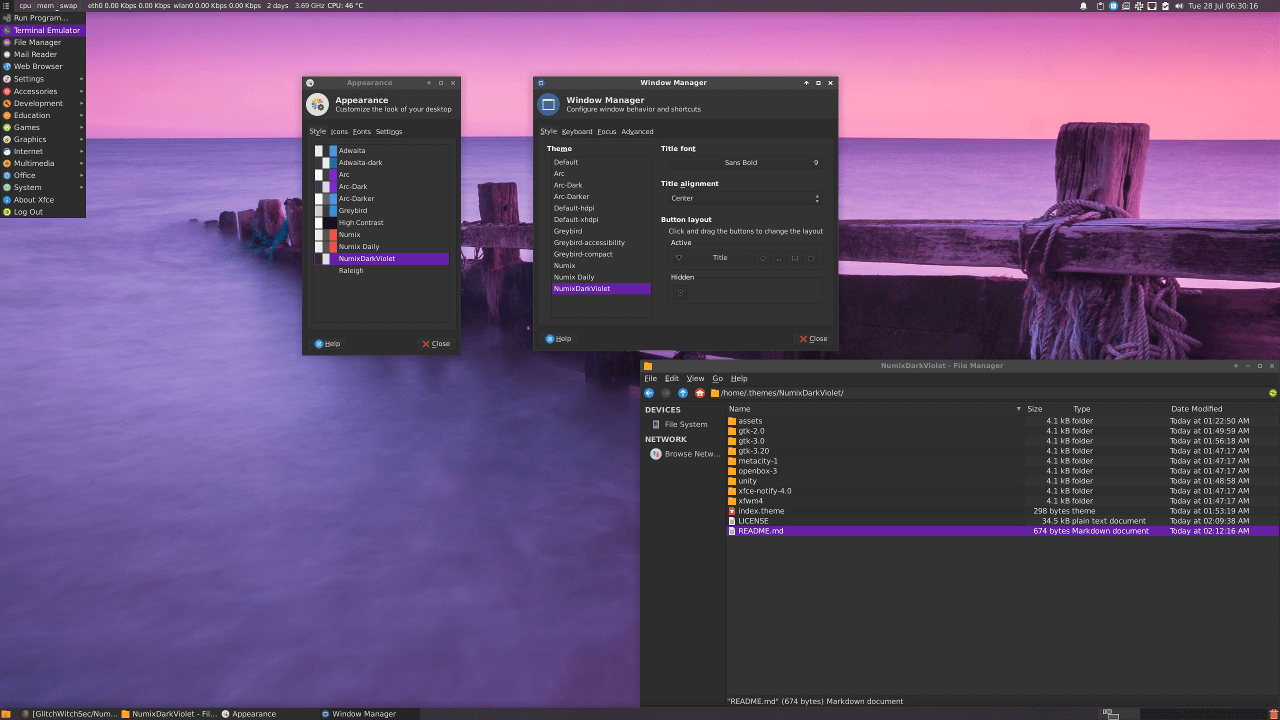 cpu mem swap eth0 0.00 Kbps 0.00 Kbps wlan0 0.00 Kbps 0.00 Kbps 2 days 3.69 GHz CPU: 46 °C Tue 28 Jul 06:30:16
Run Program...
Terminal Emulator
File Manager
Mail Reader
Web Browser
Settings
Accessories
Development
Education
Games
Graphics
Internet
Multimedia
Office
System
About Xfce
Log Out
Appearance
Appearance
Customize the look of your desktop
Style Icons Fonts Settings
Adwaita
Adwaita-dark
Arc
Arc-Dark
Arc-Darker
Greybird
High Contrast
Numix
Numix Daily
NumixDarkViolet
Raleigh
Help Close
Window Manager
Window Manager
Configure window behavior and shortcuts
Style Keyboard Focus Advanced
Theme
Default
Arc
Arc-Dark
Arc-Darker
Default-hdpi
Default-xhdpi
Greybird
Greybird-accessibility
Greybird-compact
Numix
Numix Daily
NumixDarkViolet
Title font
Sans Bold 9
Title alignment
Center
Button layout
Click and drag the buttons to change the layout
Active
Title
Hidden
Help Close
NumixDarkViolet - File Manager
File Edit View Go Help
/home/.themes/NumixDarkViolet/
DEVICES
File System
NETWORK
Browse Netw...
Name Size Type Date Modified
assets 4.1 kB folder Today at 01:22:50 AM
gtk-2.0 4.1 kB folder Today at 01:49:59 AM
gtk-3.0 4.1 kB folder Today at 01:56:18 AM
gtk-3.20 4.1 kB folder Today at 01:47:17 AM
metacity-1 4.1 kB folder Today at 01:47:17 AM
openbox-3 4.1 kB folder Today at 01:47:17 AM
unity 4.1 kB folder Today at 01:48:58 AM
xfce-notify-4.0 4.1 kB folder Today at 01:47:17 AM
xfwm4 4.1 kB folder Today at 01:47:17 AM
index.theme 298 bytes theme Today at 01:53:19 AM
LICENSE 34.5 kB plain text document Today at 02:09:38 AM
README.md 674 bytes Markdown document Today at 02:12:16 AM
"README.md" (674 bytes) Markdown document
[GlitchWitchSec/Num... NumixDarkViolet - Fil... Appearance Window Manager